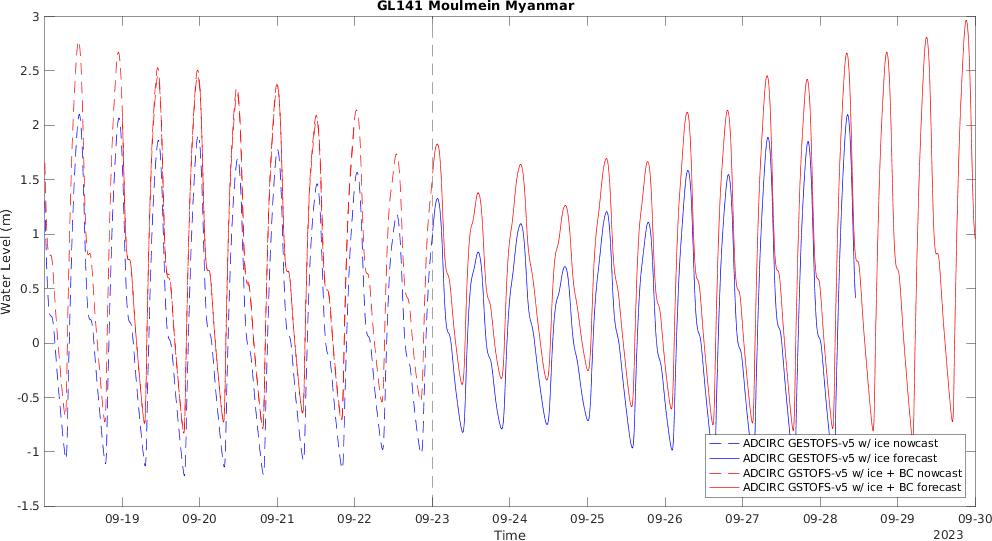 GL141 Moulmein Myanmar
3
2.5
2
1.5
1
0.5
0
-0.5
-1
-1.5
Water Level (m)
09-19 09-20 09-21 09-22 09-23 09-24 09-25 09-26 09-27 09-28 09-29 09-30
Time
2023
ADCIRC GESTOFS-v5 w/ ice nowcast
ADCIRC GESTOFS-v5 w/ ice forecast
ADCIRC GSTOFS-v5 w/ ice + BC nowcast
ADCIRC GSTOFS-v5 w/ ice + BC forecast